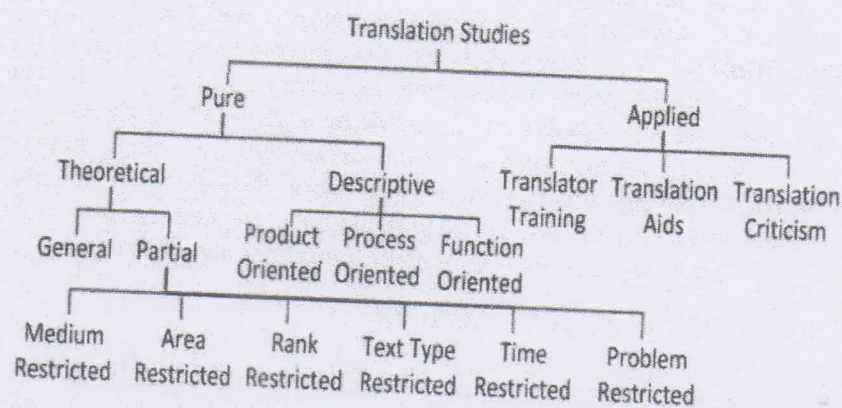 Translation Studies
Pure
Applied
Theoretical
Descriptive
Translator
Training
Translation
Aids
Translation
Criticism
General
Partial
Product
Oriented
Process
Oriented
Function
Oriented
Medium
Restricted
Area
Restricted
Rank
Restricted
Text Type
Restricted
Time
Restricted
Problem
Restricted